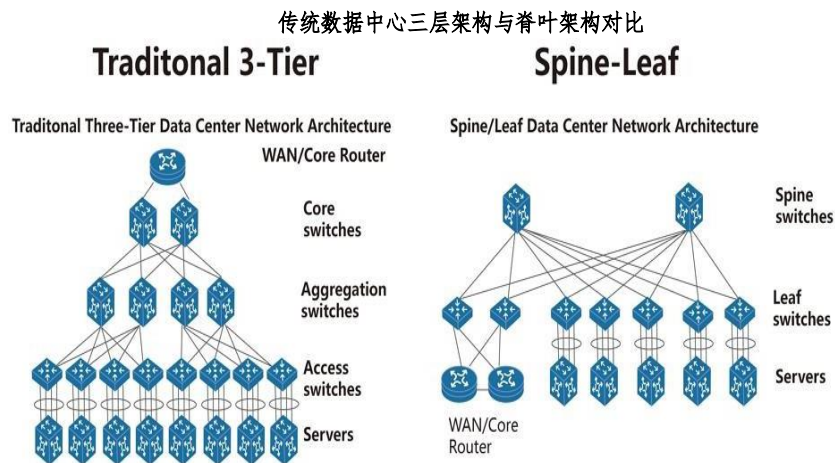 传统数据中心三层架构与脊叶架构对比
Traditonal 3-Tier
Spine-Leaf
Traditonal Three-Tier Data Center Network Architecture
Spine/Leaf Data Center Network Architecture
WAN/Core Router
Core
switches
Aggregation
switches
Access
switches
Servers
Spine
switches
Leaf
switches
Servers
WAN/Core
Router